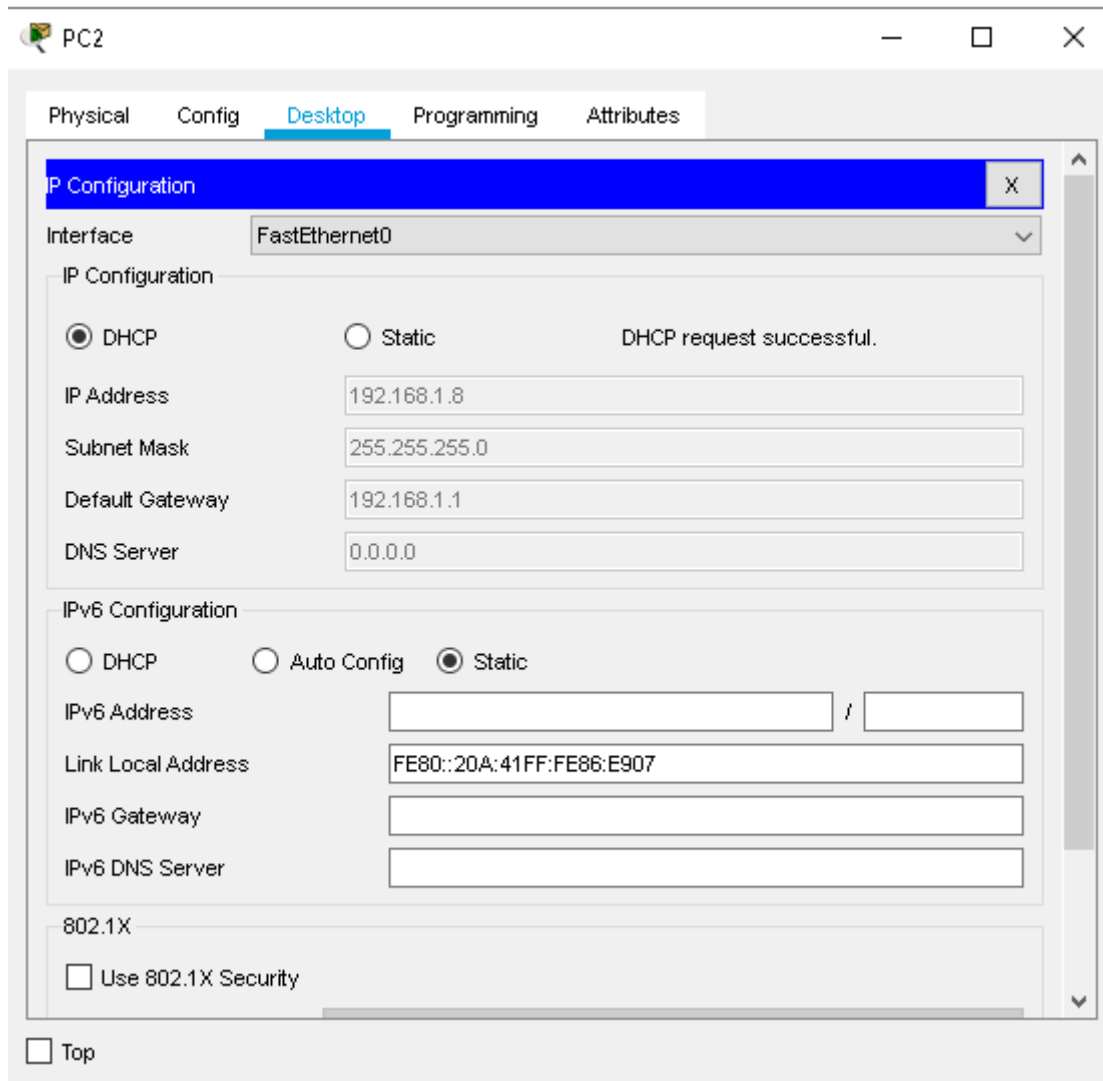 PC2
Physical Config Desktop Programming Attributes
IP Configuration X
Interface FastEthernet0
IP Configuration
DHCP Static DHCP request successful.
IP Address 192.168.1.8
Subnet Mask 255.255.255.0
Default Gateway 192.168.1.1
DNS Server 0.0.0.0
IPv6 Configuration
DHCP Auto Config Static
IPv6 Address /
Link Local Address FE80::20A:41FF:FE86:E907
IPv6 Gateway
IPv6 DNS Server
802.1X
Use 802.1X Security
Top